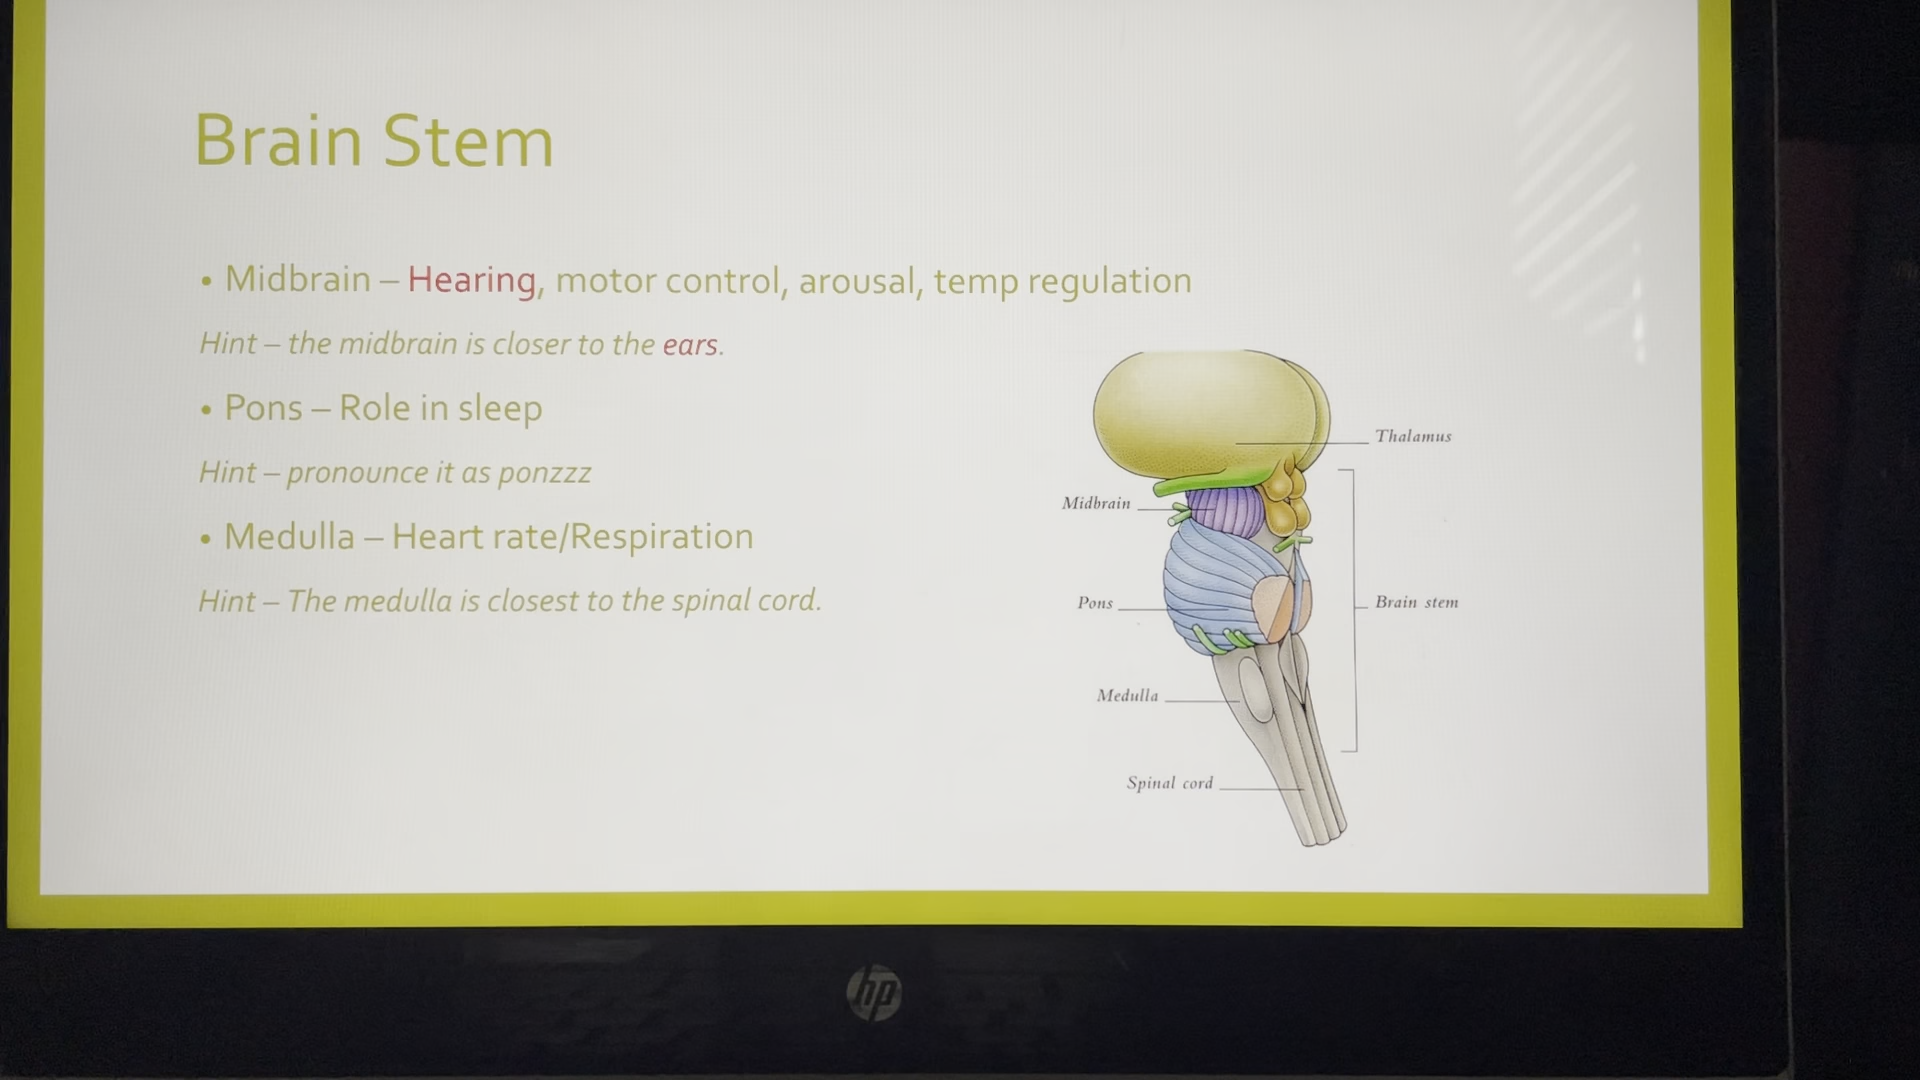 Brain Stem
• Midbrain – Hearing, motor control, arousal, temp regulation
Hint – the midbrain is closer to the ears.
• Pons – Role in sleep
Hint – pronounce it as ponzzz
• Medulla – Heart rate/Respiration
Hint – The medulla is closest to the spinal cord.
Thalamus
Midbrain
Pons
Brain stem
Medulla
Spinal cord
hp